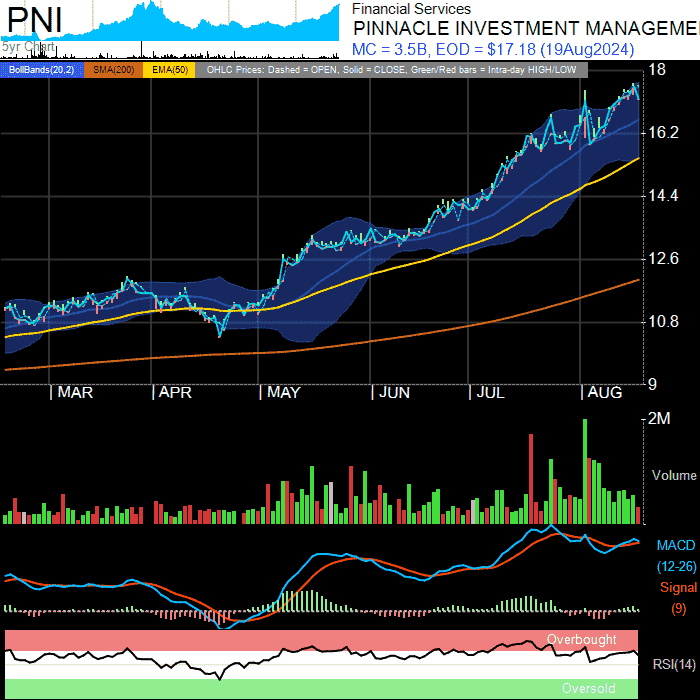 PNI
5yr Chart
Financial Services
PINNACLE INVESTMENT MANAGEME
MC = 3.5B, EOD = $17.18 (19Aug2024)
BollBands(20,2) SMA(200) EMA(50) OHLC Prices: Dashed = OPEN, Solid = CLOSE, Green/Red bars = Intra-day HIGH/LOW
18
16.2
14.4
12.6
10.8
9
MAR APR MAY JUN JUL AUG
2M
Volume
MACD
(12-26)
Signal
(9)
Overbought
RSI(14)
Oversold